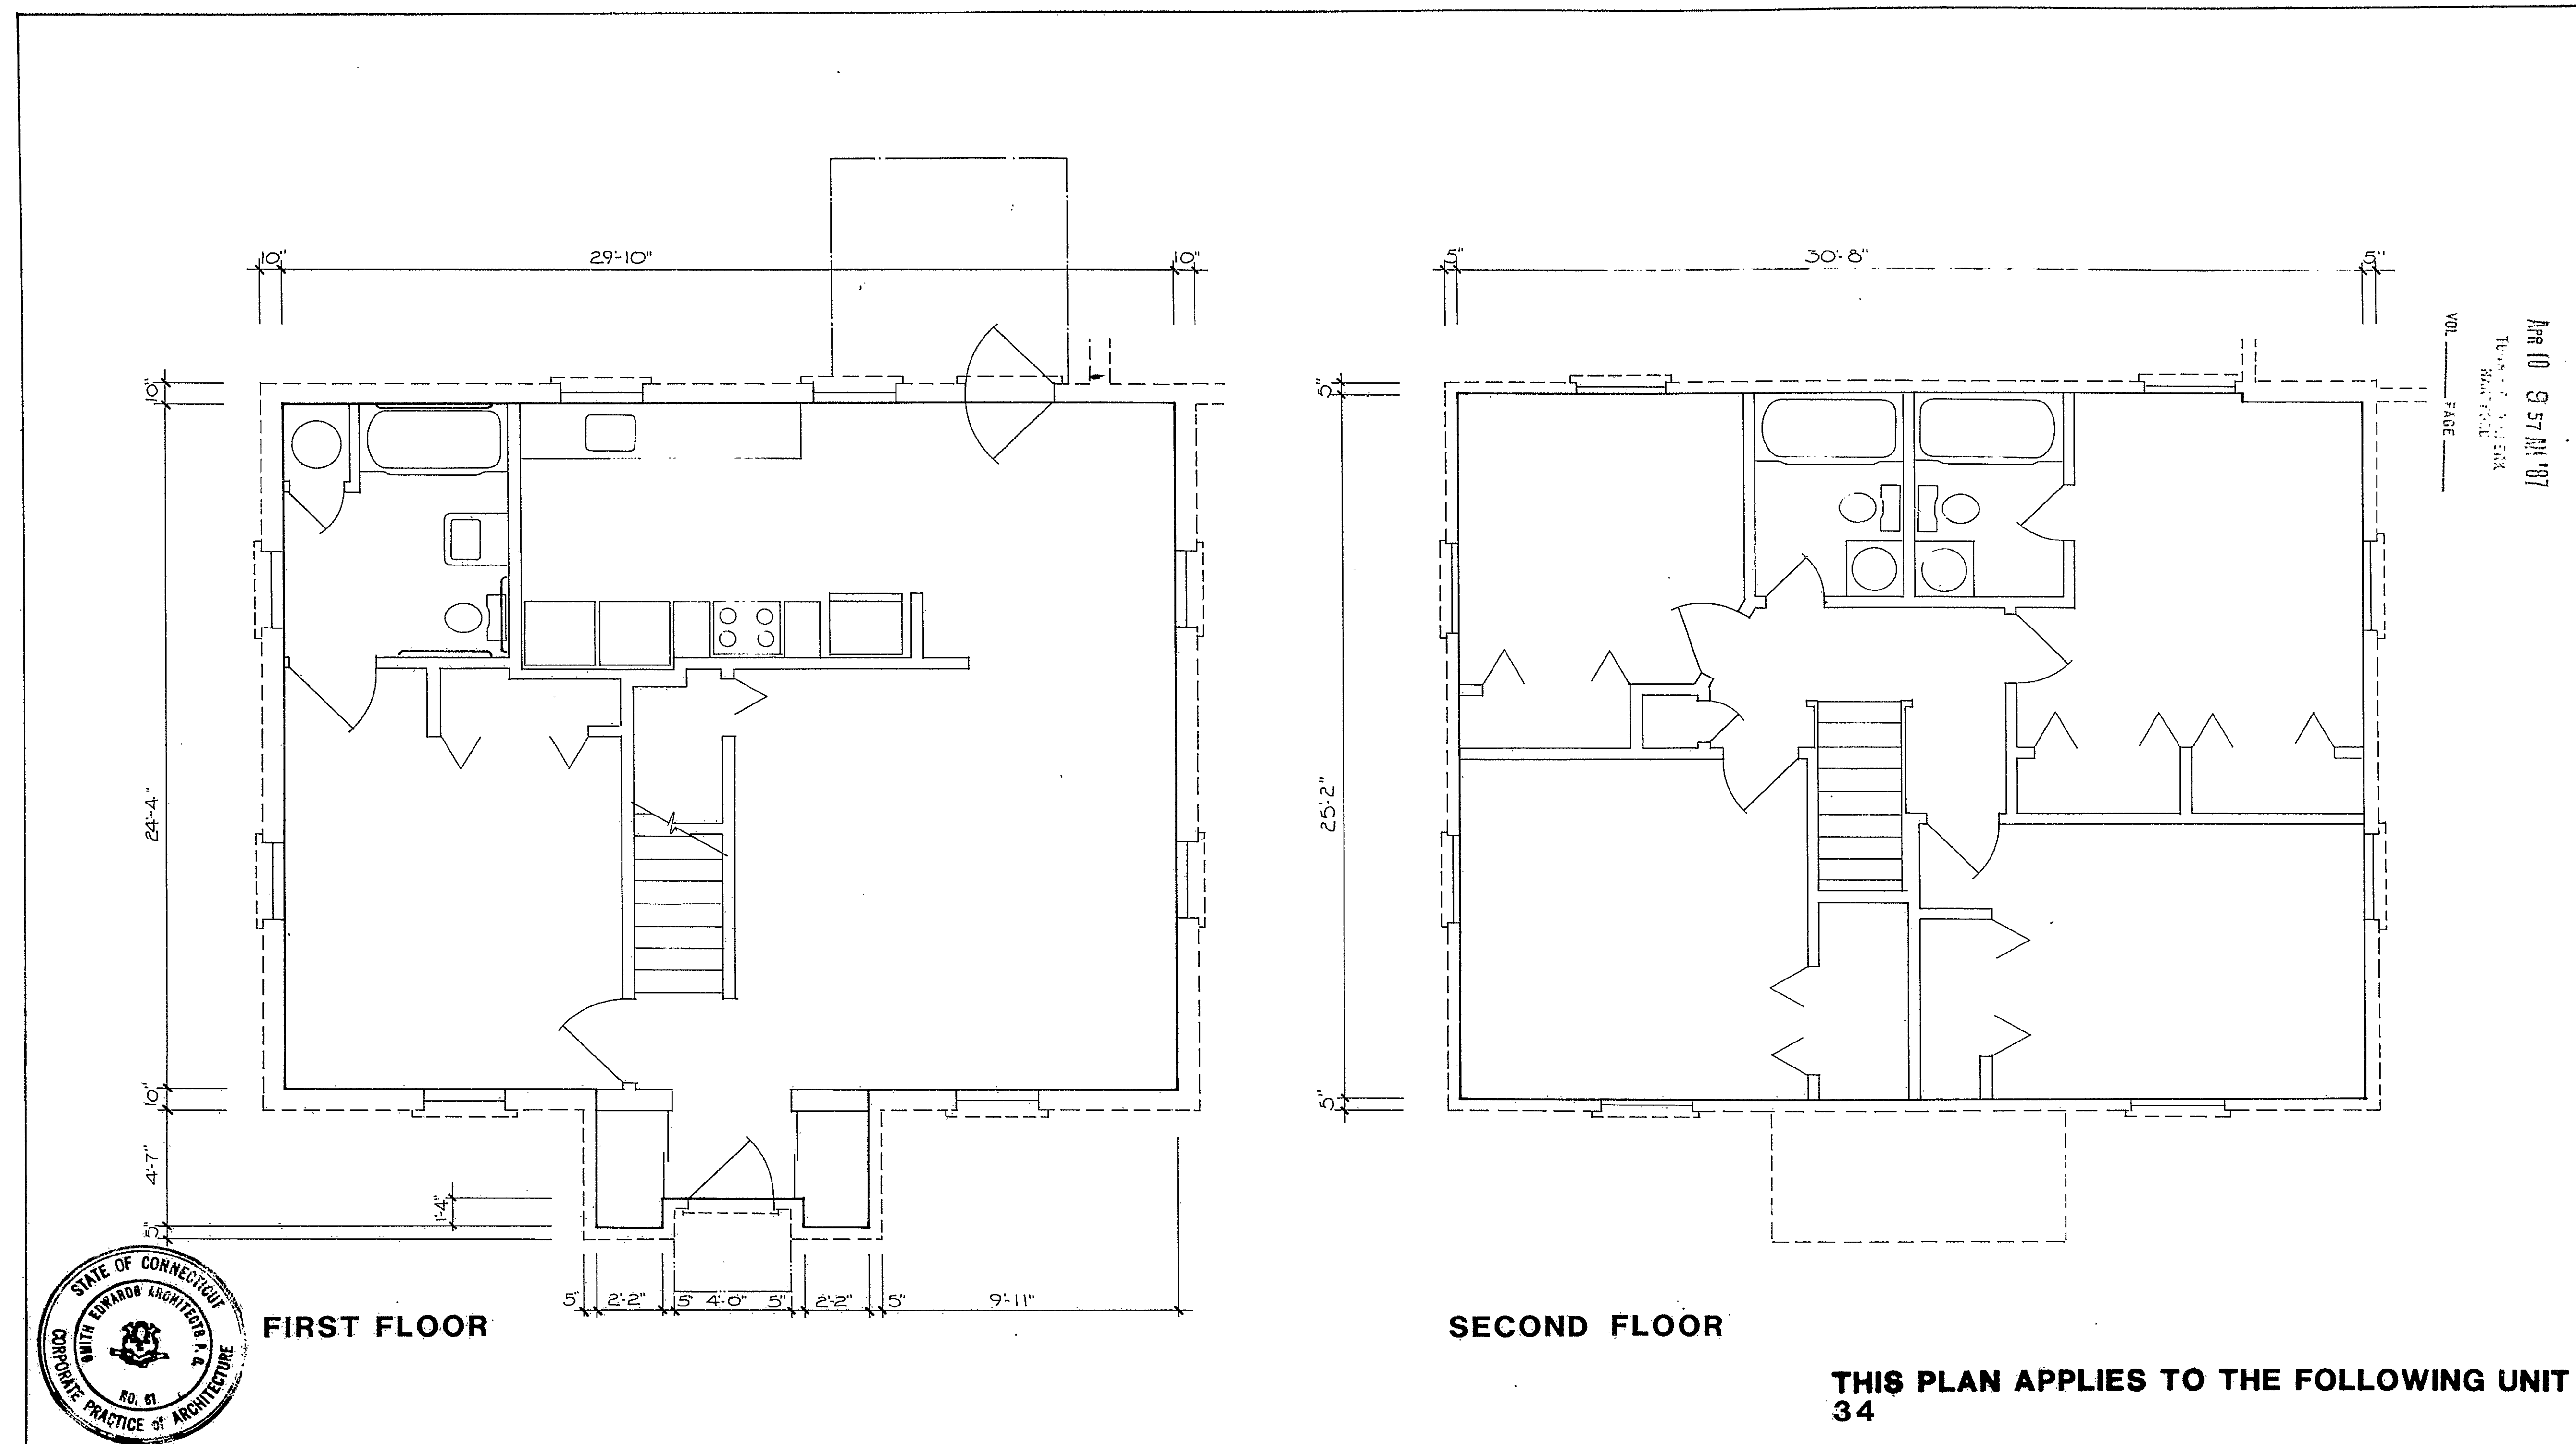 10"
29'-10"
10"
5"
30'-8"
5"
10"
24'-4"
10"
4'-7"
5"
1'-4"
5"
2'-2"
5"
4'-0"
5"
2'-2"
5"
9'-11"
5"
25'-2"
5"
APR 10 9 57 AM '87
VOL. PAGE
STATE OF CONNECTICUT
SMITH EDWARDS ARCHITECTS P.C.
NO. 61
CORPORATE PRACTICE of ARCHITECTURE
FIRST FLOOR
SECOND FLOOR
THIS PLAN APPLIES TO THE FOLLOWING UNIT
34